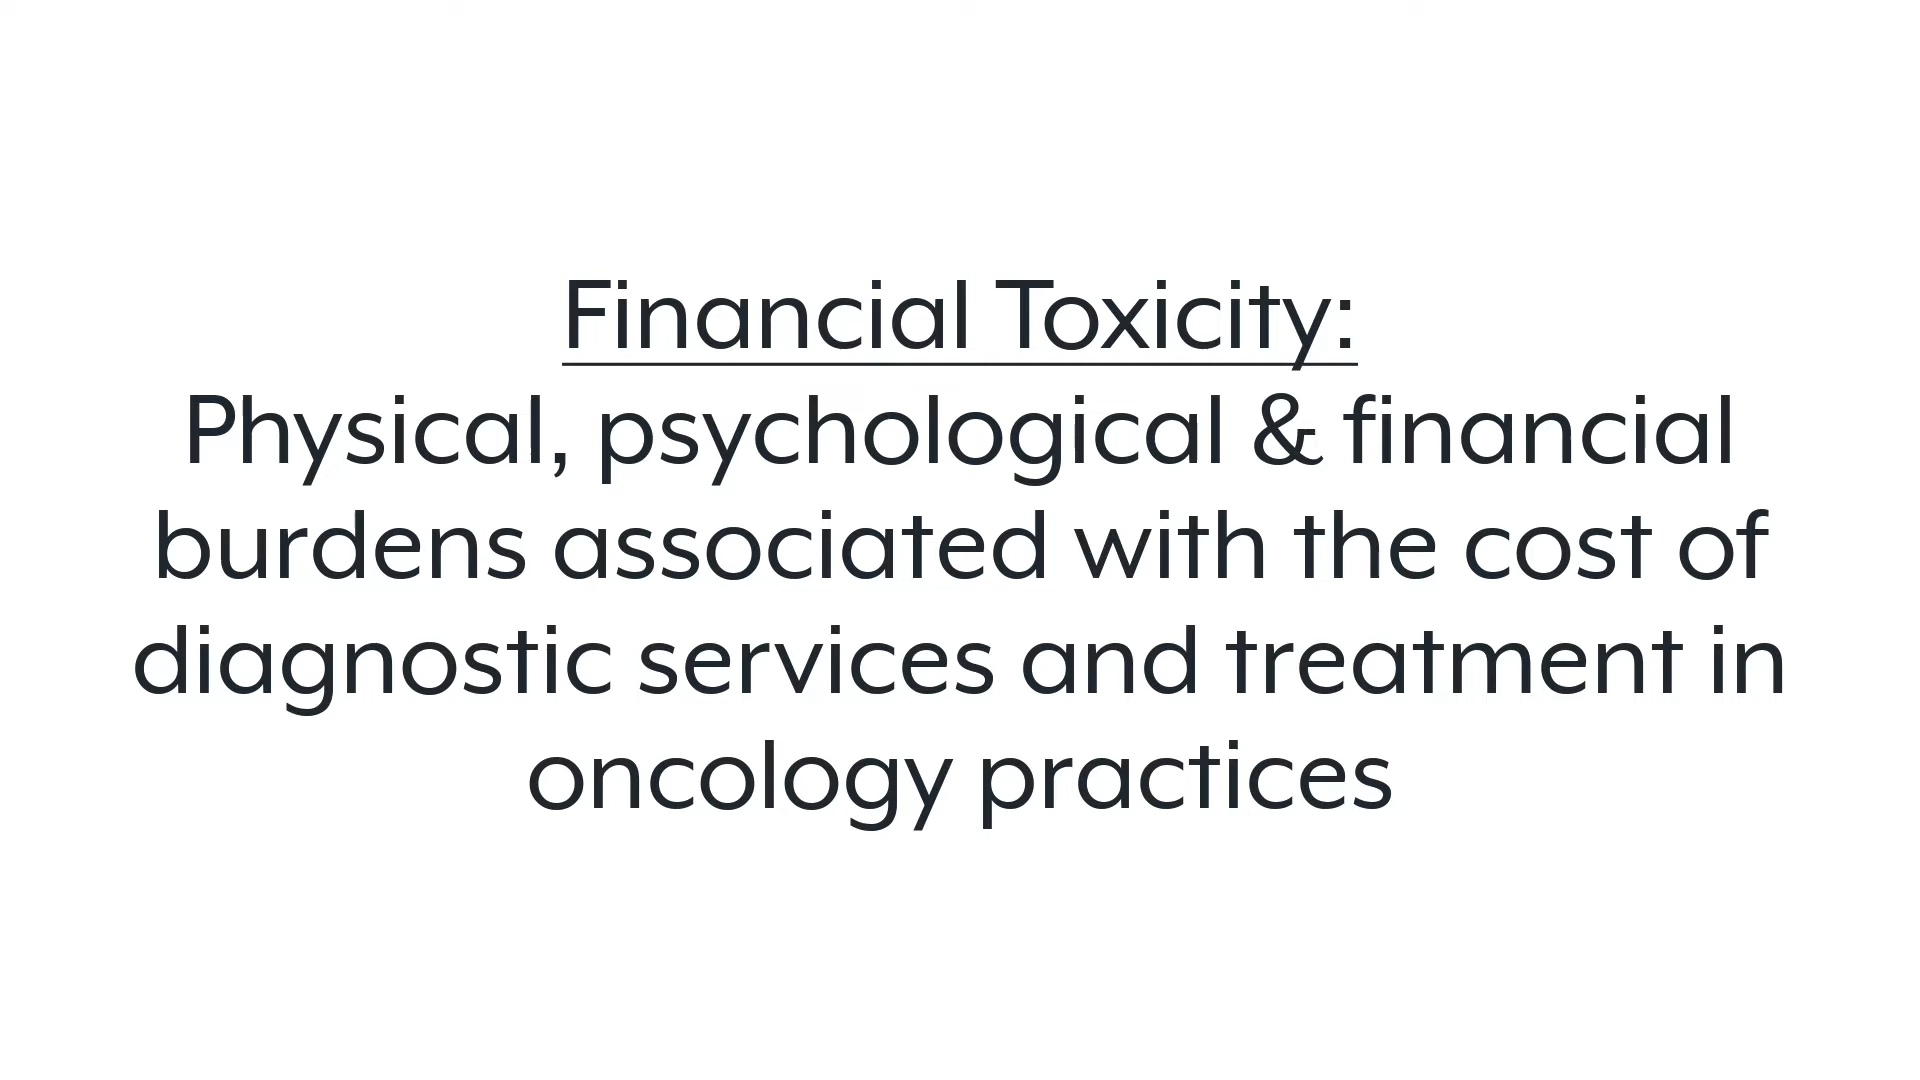 Financial Toxicity:
Physical, psychological & financial
burdens associated with the cost of
diagnostic services and treatment in
oncology practices